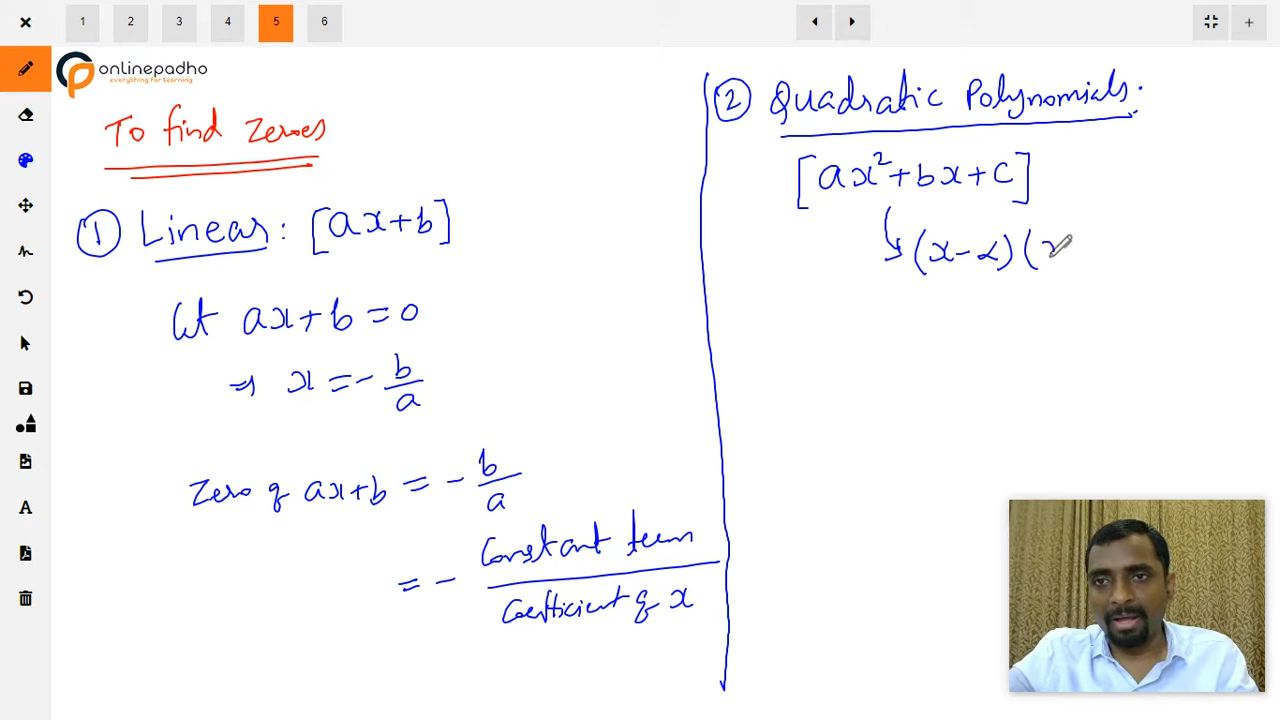 1 2 3 4 5 6
onlinepadho
everything for learning
To find Zeroes
① Linear: [ax+b]
Let ax+b=0
⇒ x=-b/a
Zero of ax+b = -b/a
= - Constant term / Coefficient of x
② Quadratic Polynomials.
[ax²+bx+c]
↳ (x-α)(x
A